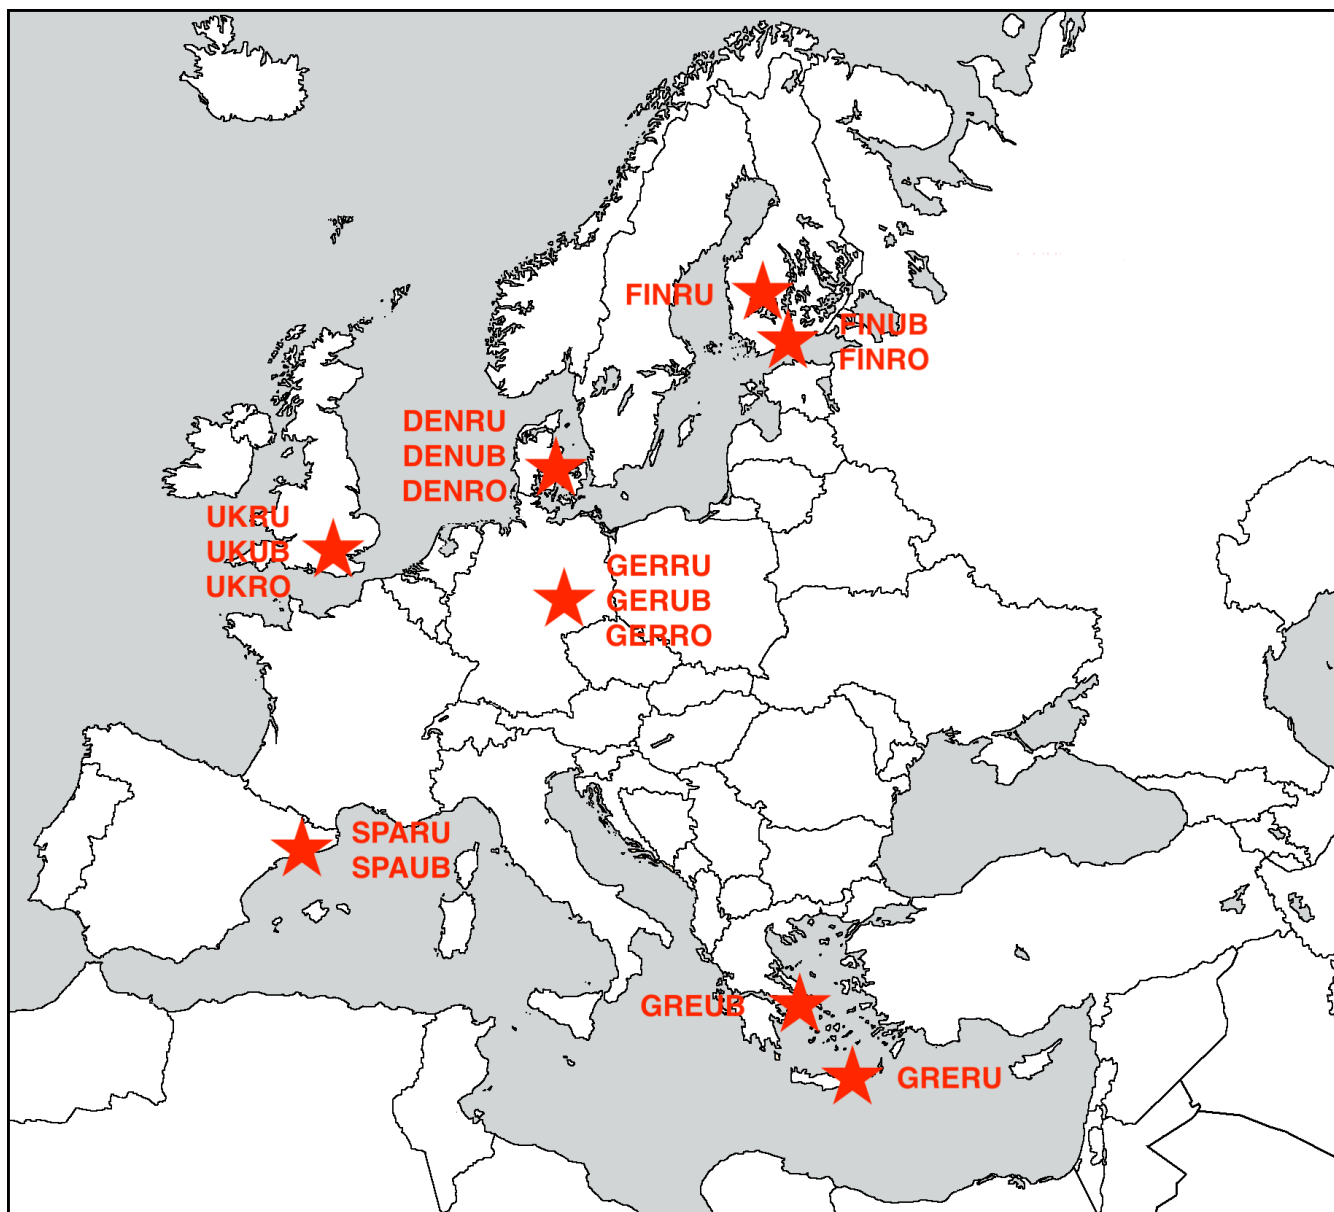 FINRU
FINUB
FINRO
DENRU
DENUB
DENRO
UKRU
UKUB
UKRO
GERRU
GERUB
GERRO
SPARU
SPAUB
GREUB
GRERU